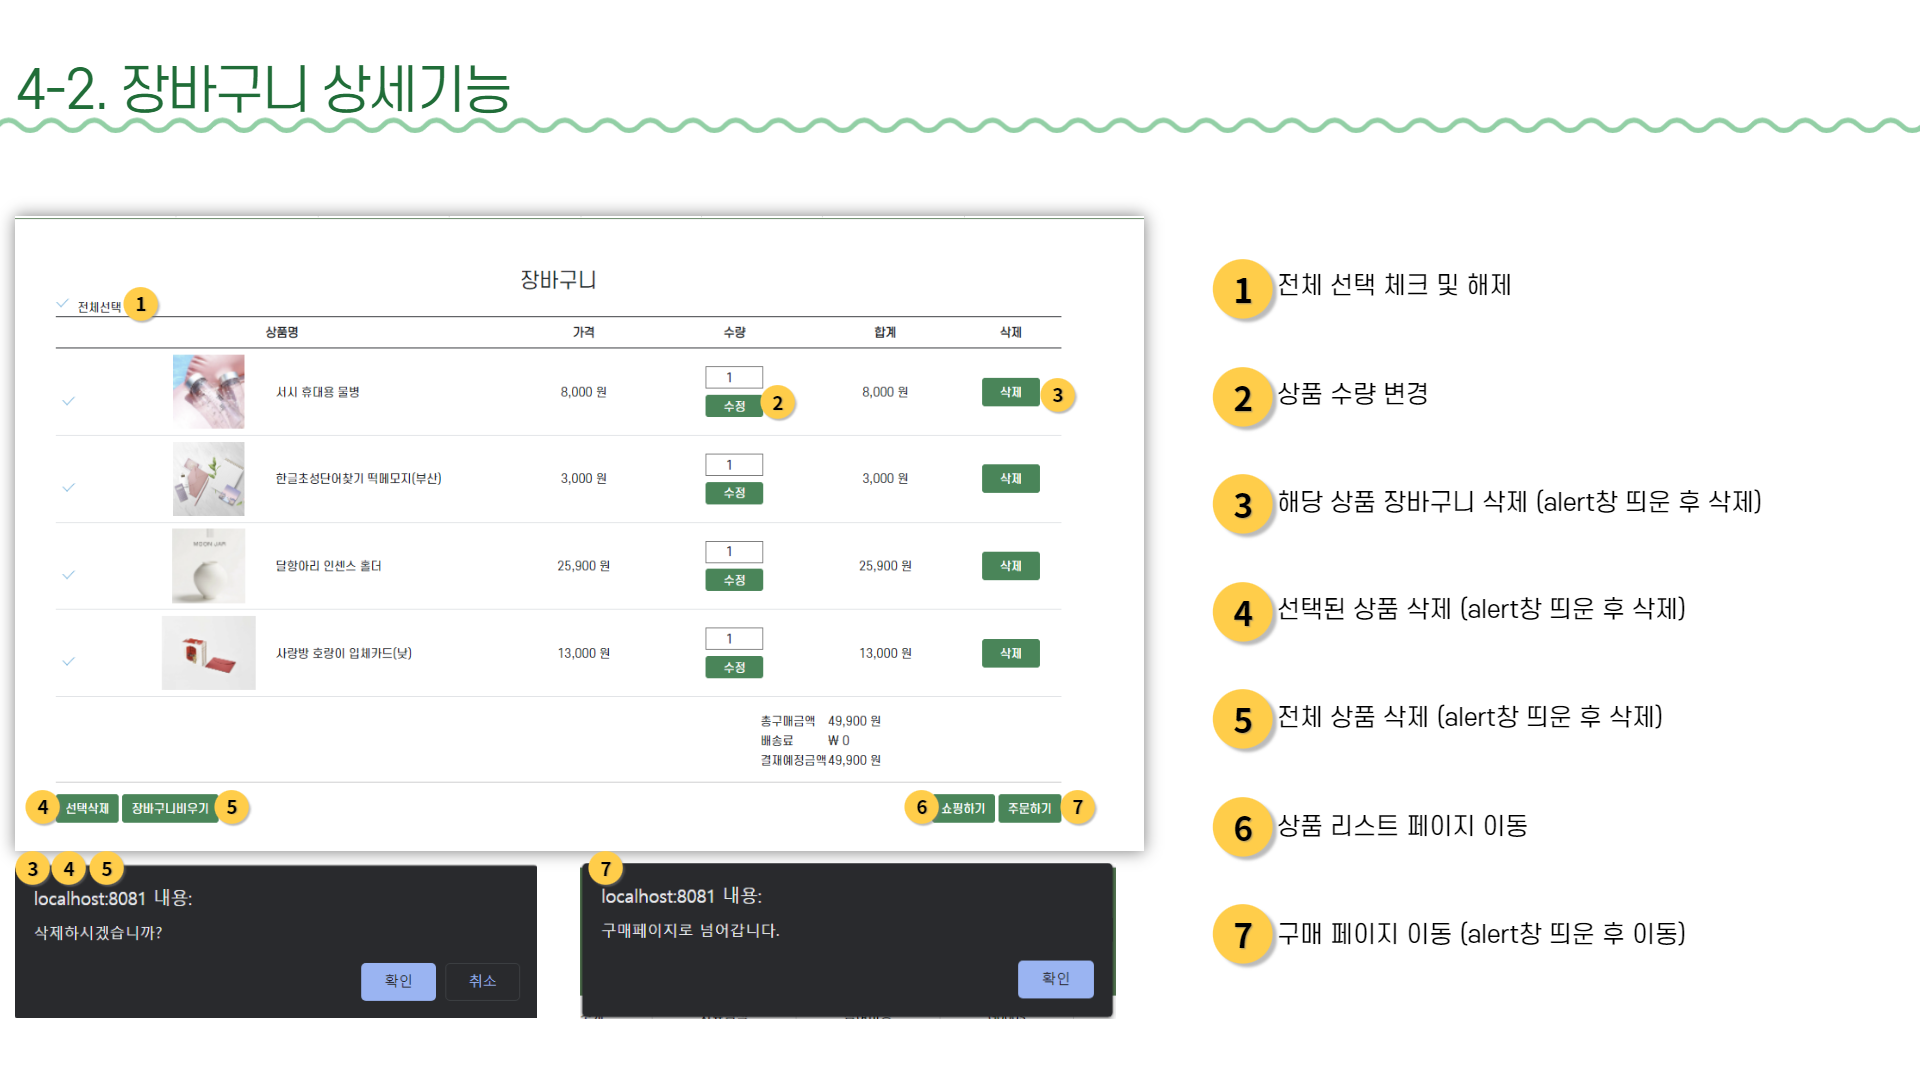 4-2. 장바구니 상세기능
장바구니
전체선택 1
상품명 가격 수량 합계 삭제
서시 휴대용 물병 8,000 원 1 수정 2 8,000 원 삭제 3
한글초성단어찾기 떡메모지(부산) 3,000 원 1 수정 3,000 원 삭제
MOON JAR
달항아리 인센스 홀더 25,900 원 1 수정 25,900 원 삭제
사랑방 호랑이 입체카드(낮) 13,000 원 1 수정 13,000 원 삭제
총구매금액 49,900 원
배송료 ₩ 0
결재예정금액 49,900 원
4 선택삭제 장바구니비우기 5 6 쇼핑하기 주문하기 7
3 4 5
localhost:8081 내용:
삭제하시겠습니까?
확인 취소
7
localhost:8081 내용:
구매페이지로 넘어갑니다.
확인
1 전체 선택 체크 및 해제
2 상품 수량 변경
3 해당 상품 장바구니 삭제 (alert창 띄운 후 삭제)
4 선택된 상품 삭제 (alert창 띄운 후 삭제)
5 전체 상품 삭제 (alert창 띄운 후 삭제)
6 상품 리스트 페이지 이동
7 구매 페이지 이동 (alert창 띄운 후 이동)